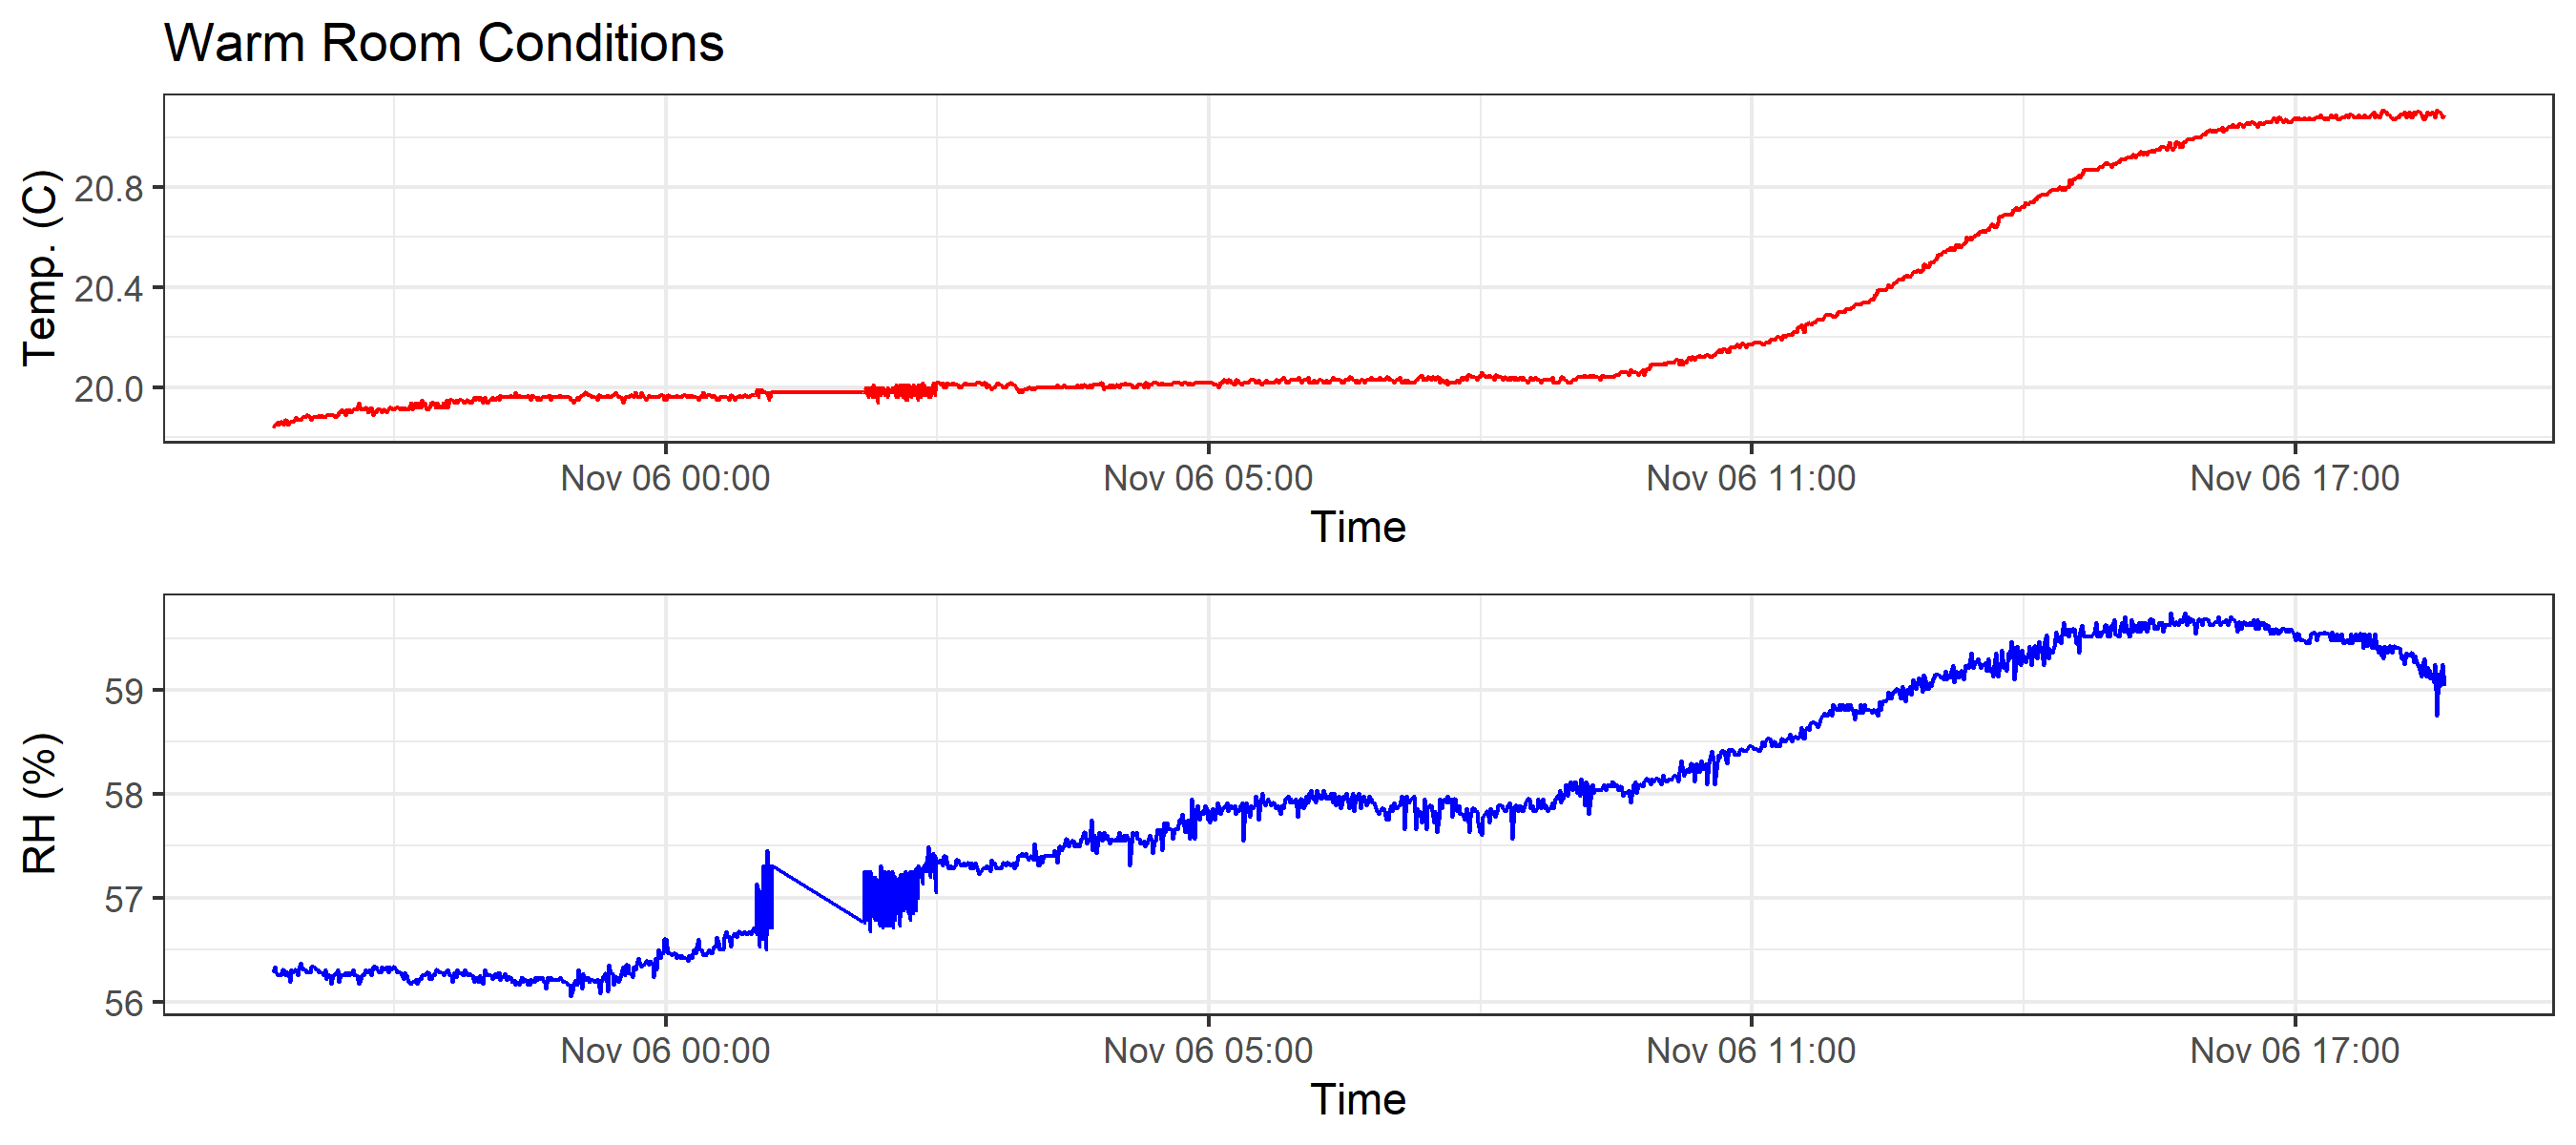 Warm Room Conditions
Temp. (C)
20.8
20.4
20.0
Nov 06 00:00 Nov 06 05:00 Nov 06 11:00 Nov 06 17:00
Time
RH (%)
59
58
57
56
Nov 06 00:00 Nov 06 05:00 Nov 06 11:00 Nov 06 17:00
Time